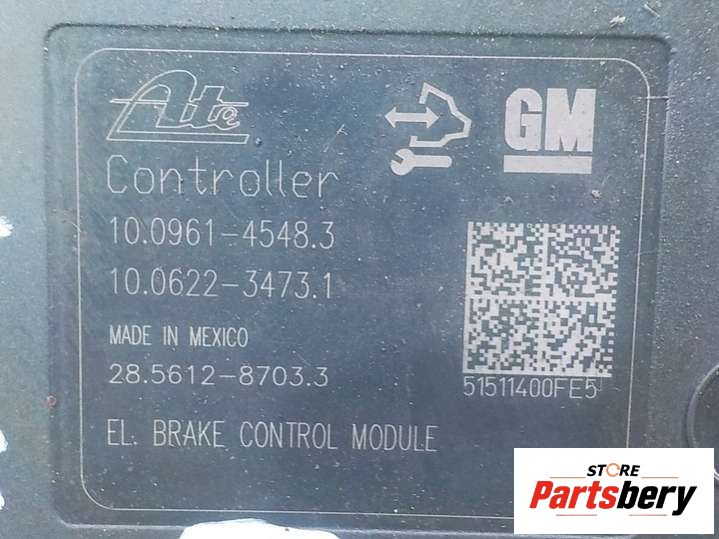 Ate
GM
Controller
10.0961-4548.3
10.0622-3473.1
MADE IN MEXICO
28.5612-8703.3
51511400FE5
EL. BRAKE CONTROL MODULE
STORE
Partsbery